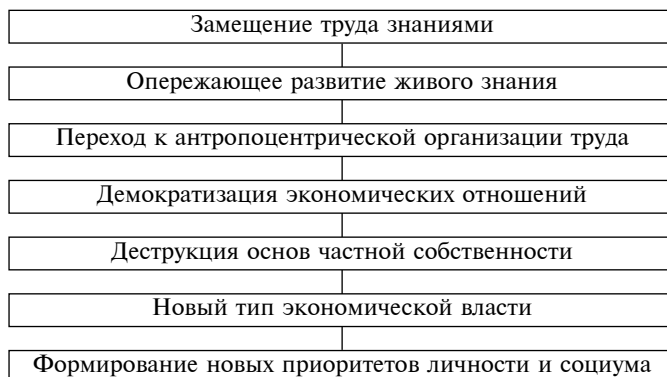 Замещение труда знаниями
Опережающее развитие живого знания
Переход к антропоцентрической организации труда
Демократизация экономических отношений
Деструкция основ частной собственности
Новый тип экономической власти
Формирование новых приоритетов личности и социума